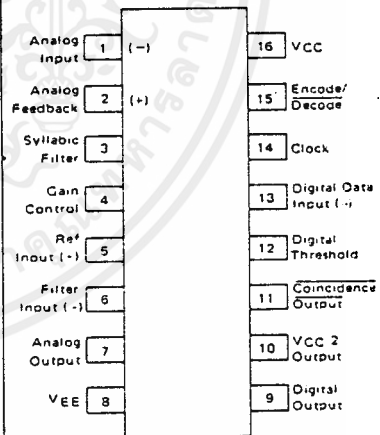 Analog
Input
1
(-)
Analog
Feedback
2
(+)
Syllabic
Filter
3
Gain
Control
4
Ref
Input (-)
5
Filter
Input (-)
6
Analog
Output
7
VEE
8
16
VCC
15
Encode/
Decode
14
Clock
13
Digital Data
Input (-)
12
Digital
Threshold
11
Coincidence
Output
10
VCC 2
Output
9
Digital
Output